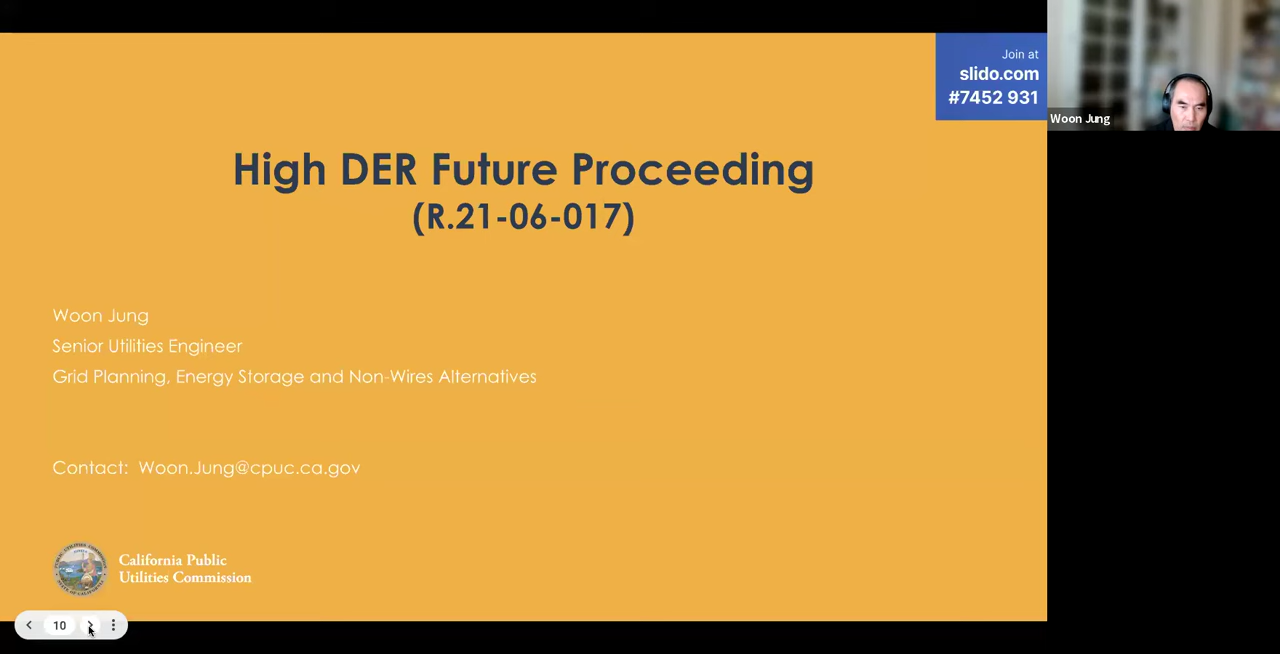 Join at
slido.com
#7452 931
Woon Jung
High DER Future Proceeding
(R.21-06-017)
Woon Jung
Senior Utilities Engineer
Grid Planning, Energy Storage and Non-Wires Alternatives
Contact: Woon.Jung@cpuc.ca.gov
California Public
Utilities Commission
10